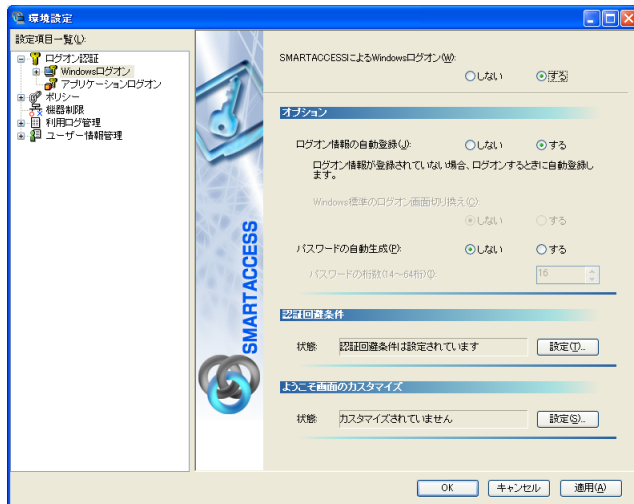 環境設定
設定項目一覧(L):
ログオン認証
Windowsログオン
アプリケーションログオン
ポリシー
機器制限
利用ログ管理
ユーザー情報管理
SMARTACCESS
SMARTACCESSによるWindowsログオン(W):
しない する
オプション
ログオン情報の自動登録(J): しない する
ログオン情報が登録されていない場合、ログオンするときに自動登録し
ます。
Windows標準のログオン画面切り換え(C):
しない する
パスワードの自動生成(P): しない する
パスワードの桁数(14~64桁)(I): 16
認証回避条件
状態: 認証回避条件は設定されています 設定(T)...
ようこそ画面のカスタマイズ
状態: カスタマイズされていません 設定(S)...
OK キャンセル 適用(A)